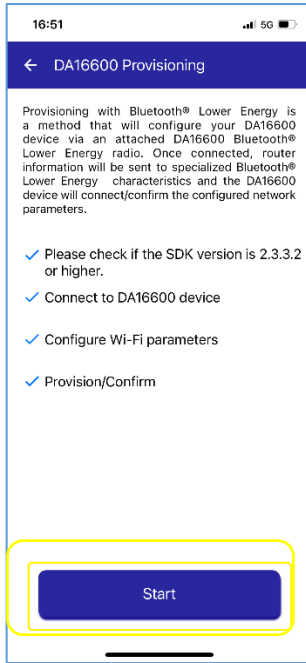 16:51
5G
DA16600 Provisioning
Provisioning with Bluetooth® Lower Energy is
a method that will configure your DA16600
device via an attached DA16600 Bluetooth®
Lower Energy radio. Once connected, router
information will be sent to specialized Bluetooth®
Lower Energy characteristics and the DA16600
device will connect/confirm the configured network
parameters.
Please check if the SDK version is 2.3.3.2
or higher.
Connect to DA16600 device
Configure Wi-Fi parameters
Provision/Confirm
Start